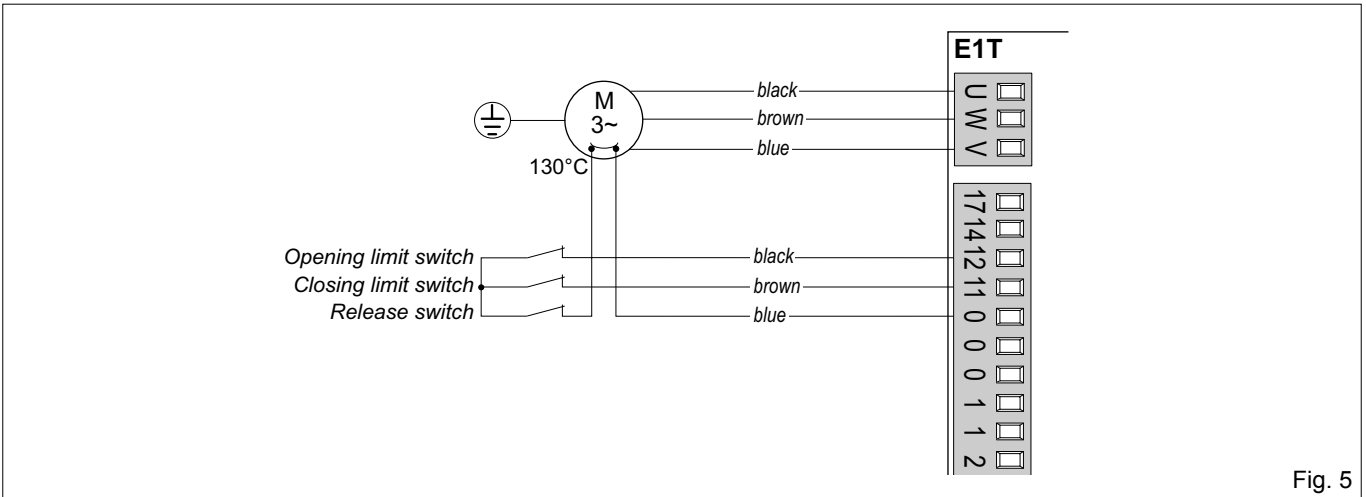 E1T
black
U
M
3~
brown
W
blue
V
130°C
17
14
Opening limit switch
black
12
Closing limit switch
brown
11
Release switch
blue
0
0
0
1
1
2
Fig. 5